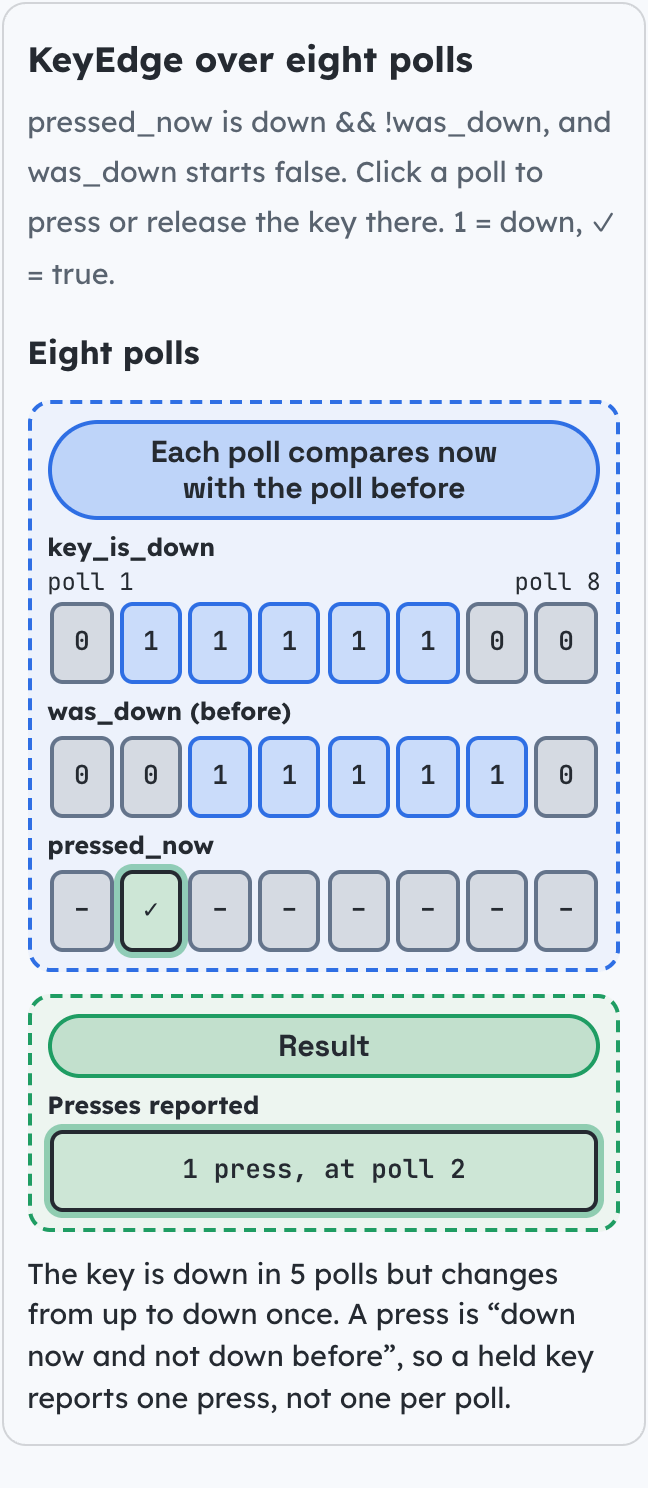 KeyEdge over eight polls
pressed_now is down && !was_down, and
was_down starts false. Click a poll to
press or release the key there. 1 = down, ✓
= true.
Eight polls
Each poll compares now
with the poll before
key_is_down
poll 1 poll 8
0 1 1 1 1 1 0 0
was_down (before)
0 0 1 1 1 1 1 0
pressed_now
– ✓ – – – – – –
Result
Presses reported
1 press, at poll 2
The key is down in 5 polls but changes
from up to down once. A press is “down
now and not down before”, so a held key
reports one press, not one per poll.